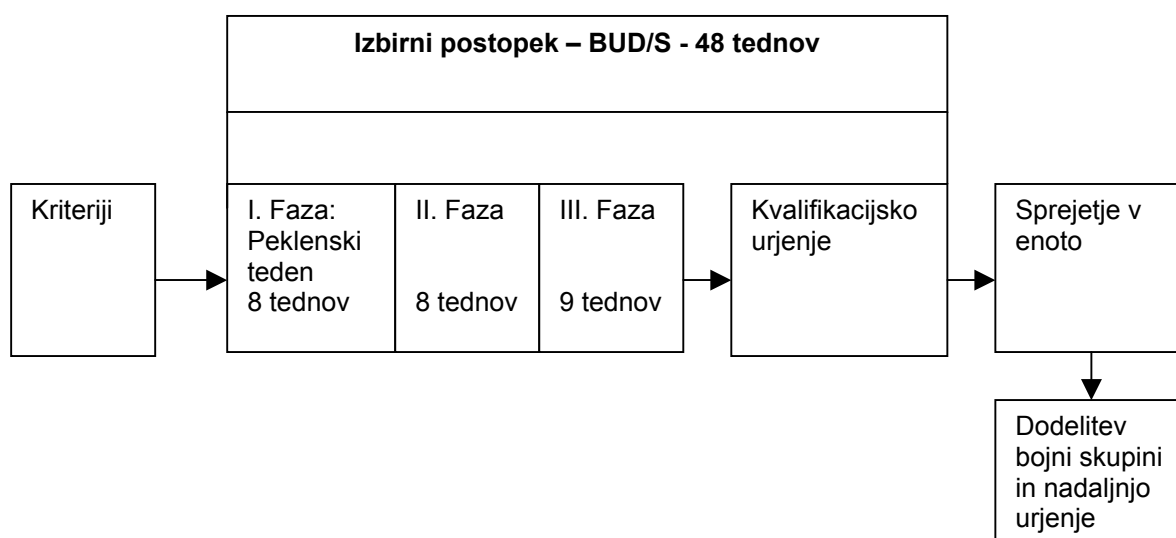 Izbirni postopek – BUD/S - 48 tednov
Kriteriji
I. Faza:
Peklenski
teden
8 tednov
II. Faza
8 tednov
III. Faza
9 tednov
Kvalifikacijsko
urjenje
Sprejetje v
enoto
Dodelitev
bojni skupini
in nadaljnjo
urjenje